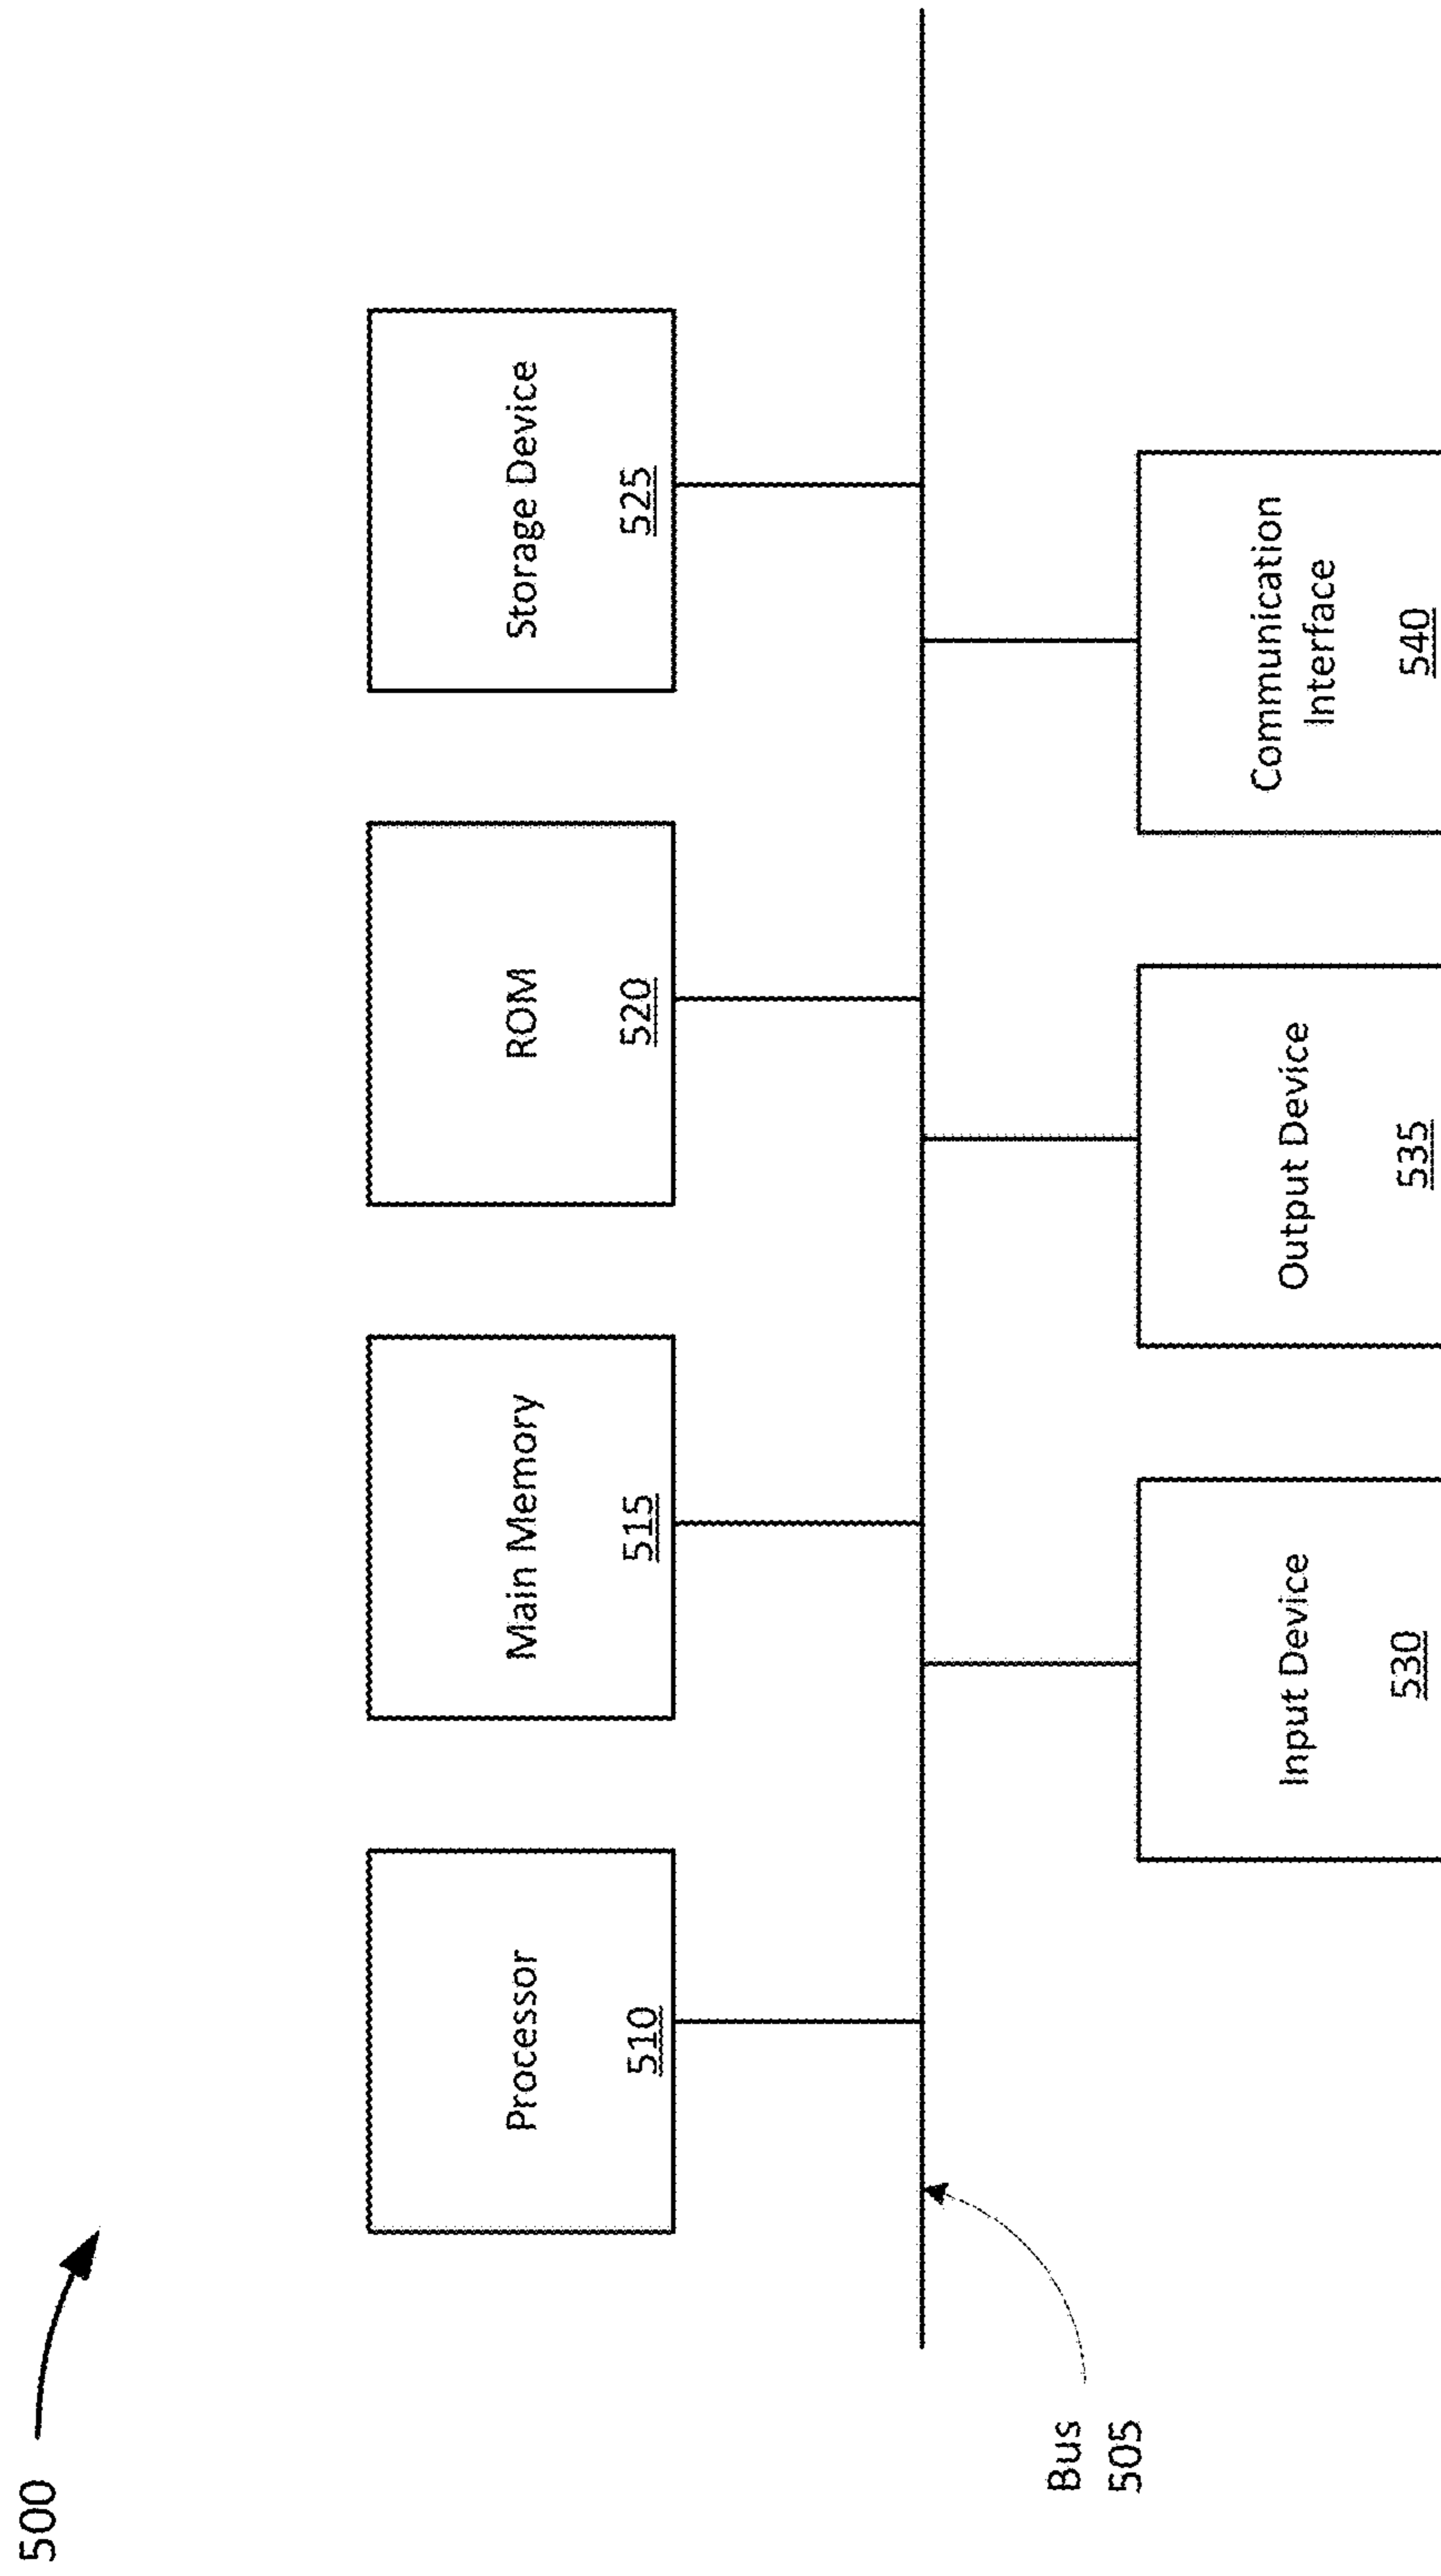 500
Processor
510
Main Memory
515
ROM
520
Storage Device
525
Bus
505
Input Device
530
Output Device
535
Communication
Interface
540